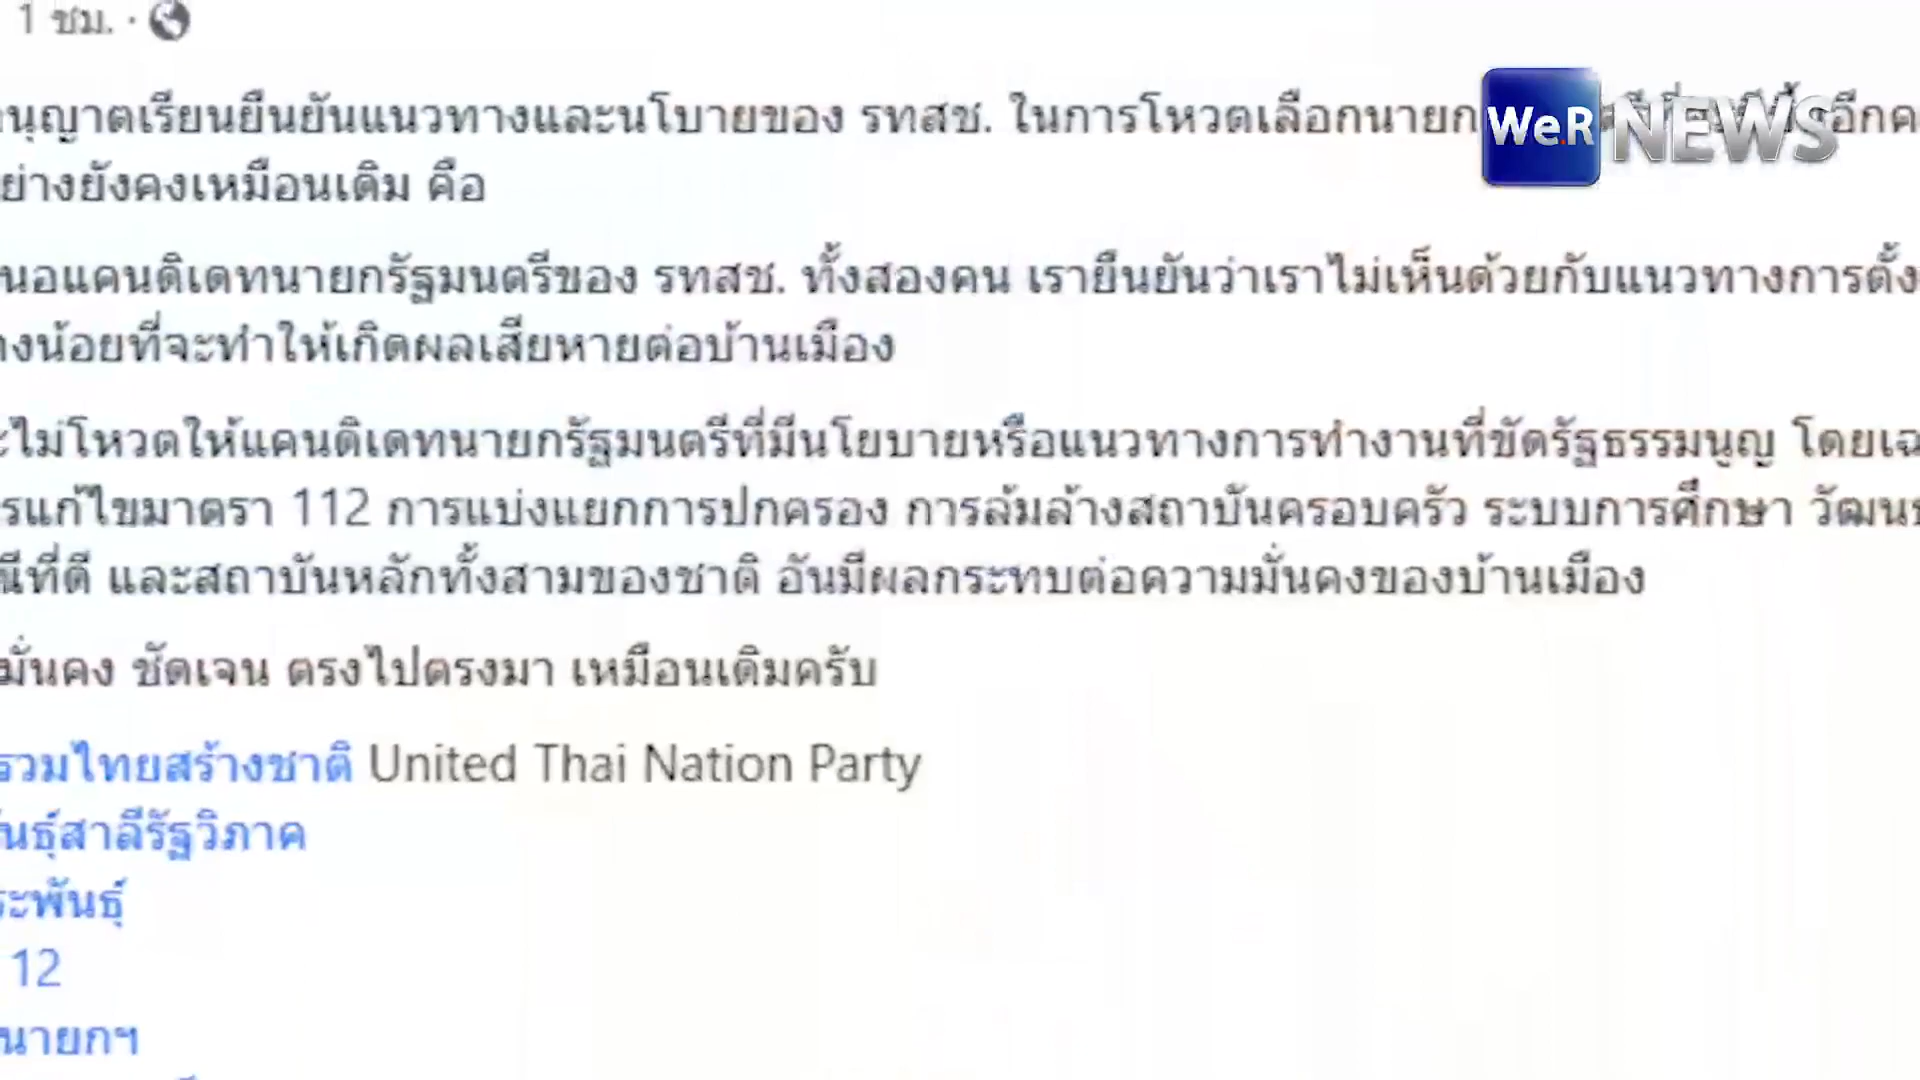 1 ชม.
นุญาตเรียนยืนยันแนวทางและนโบายของ รทสช. ในการโหวตเลือกนายก
WeR NEWS
อีกค
ย่างยังคงเหมือนเดิม คือ
นอแคนดิเดทนายกรัฐมนตรีของ รทสช. ทั้งสองคน เรายืนยันว่าเราไม่เห็นด้วยกับแนวทางการตั้ง
างน้อยที่จะทำให้เกิดผลเสียหายต่อบ้านเมือง
ะไม่โหวตให้แคนดิเดทนายกรัฐมนตรีที่มีนโยบายหรือแนวทางการทำงานที่ขัดรัฐธรรมนูญ โดยเฉ
รแก้ไขมาตรา 112 การแบ่งแยกการปกครอง การล้มล้างสถาบันครอบครัว ระบบการศึกษา วัฒน
นีที่ดี และสถาบันหลักทั้งสามของชาติ อันมีผลกระทบต่อความมั่นคงของบ้านเมือง
มั่นคง ชัดเจน ตรงไปตรงมา เหมือนเดิมครับ
รวมไทยสร้างชาติ United Thai Nation Party
ันธุ์สาลีรัฐวิภาค
ระพันธุ์
12
นายกฯ